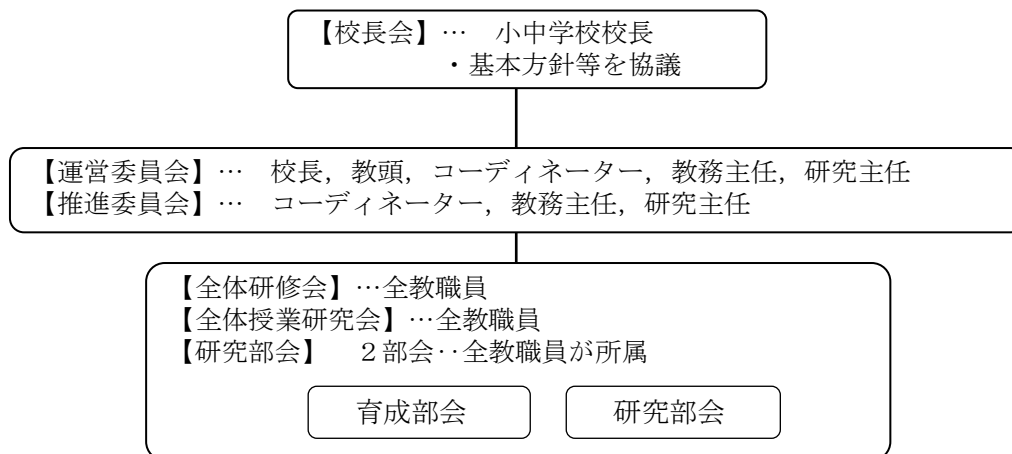 【校長会】…　小中学校校長
・基本方針等を協議
【運営委員会】…　校長，教頭，コーディネーター，教務主任，研究主任
【推進委員会】…　コーディネーター，教務主任，研究主任
【全体研修会】…全教職員
【全体授業研究会】…全教職員
【研究部会】　２部会‥全教職員が所属
育成部会
研究部会